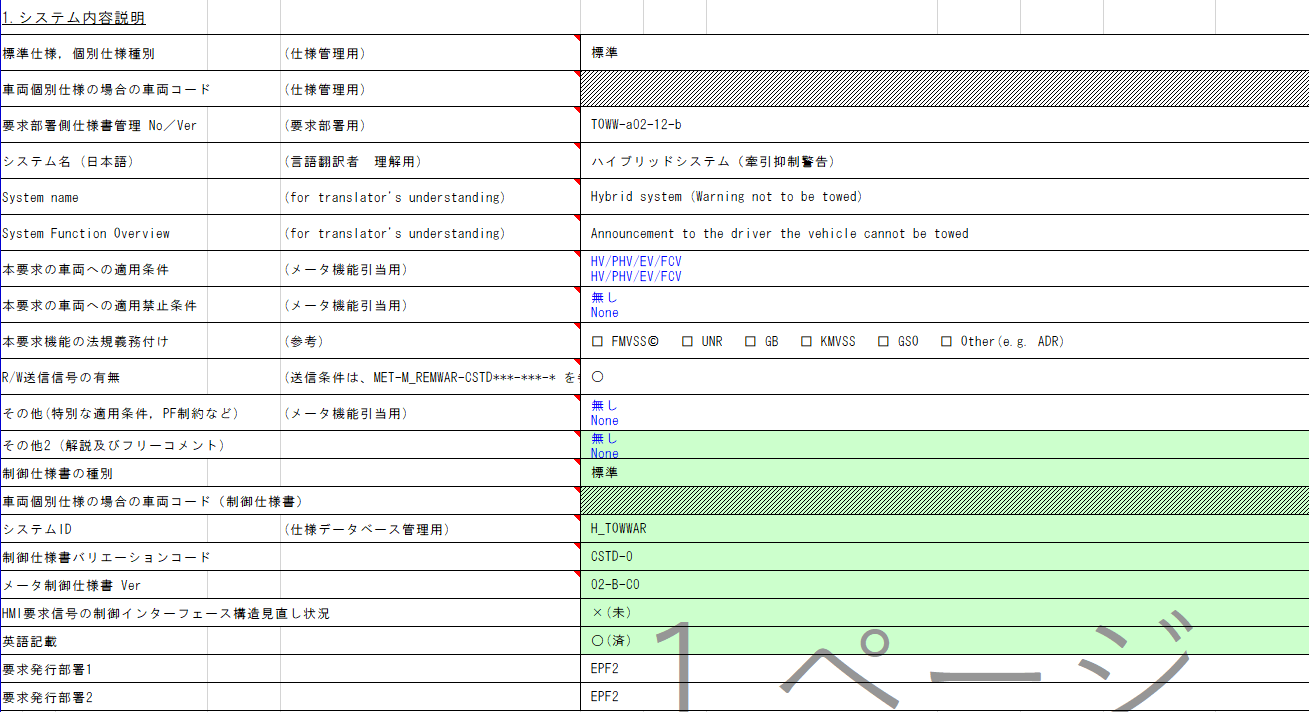 1.システム内容説明
標準仕様，個別仕様種別 (仕様管理用) 標準
車両個別仕様の場合の車両コード (仕様管理用)
要求部署側仕様書管理 No／Ver (要求部署用) TOWW-a02-12-b
システム名（日本語） (言語翻訳者　理解用) ハイブリッドシステム（牽引抑制警告）
System name (for translator's understanding) Hybrid system (Warning not to be towed)
System Function Overview (for translator's understanding) Announcement to the driver the vehicle cannot be towed
本要求の車両への適用条件 (メータ機能引当用) HV/PHV/EV/FCV
HV/PHV/EV/FCV
本要求の車両への適用禁止条件 (メータ機能引当用) 無し
None
本要求機能の法規義務付け (参考) □ FMVSS© □ UNR □ GB □ KMVSS □ GSO □ Other(e.g. ADR)
R/W送信信号の有無 (送信条件は、MET-M_REMWAR-CSTD***-***-* を ○
その他(特別な適用条件，PF制約など) (メータ機能引当用) 無し
None
その他2（解説及びフリーコメント） 無し
None
制御仕様書の種別 標準
車両個別仕様の場合の車両コード（制御仕様書）
システムID (仕様データベース管理用) H_TOWWAR
制御仕様書バリエーションコード CSTD-0
メータ制御仕様書 Ver 02-B-C0
HMI要求信号の制御インターフェース構造見直し状況 ×(未)
英語記載 ○(済)
要求発行部署1 EPF2
要求発行部署2 EPF2
1 ページ